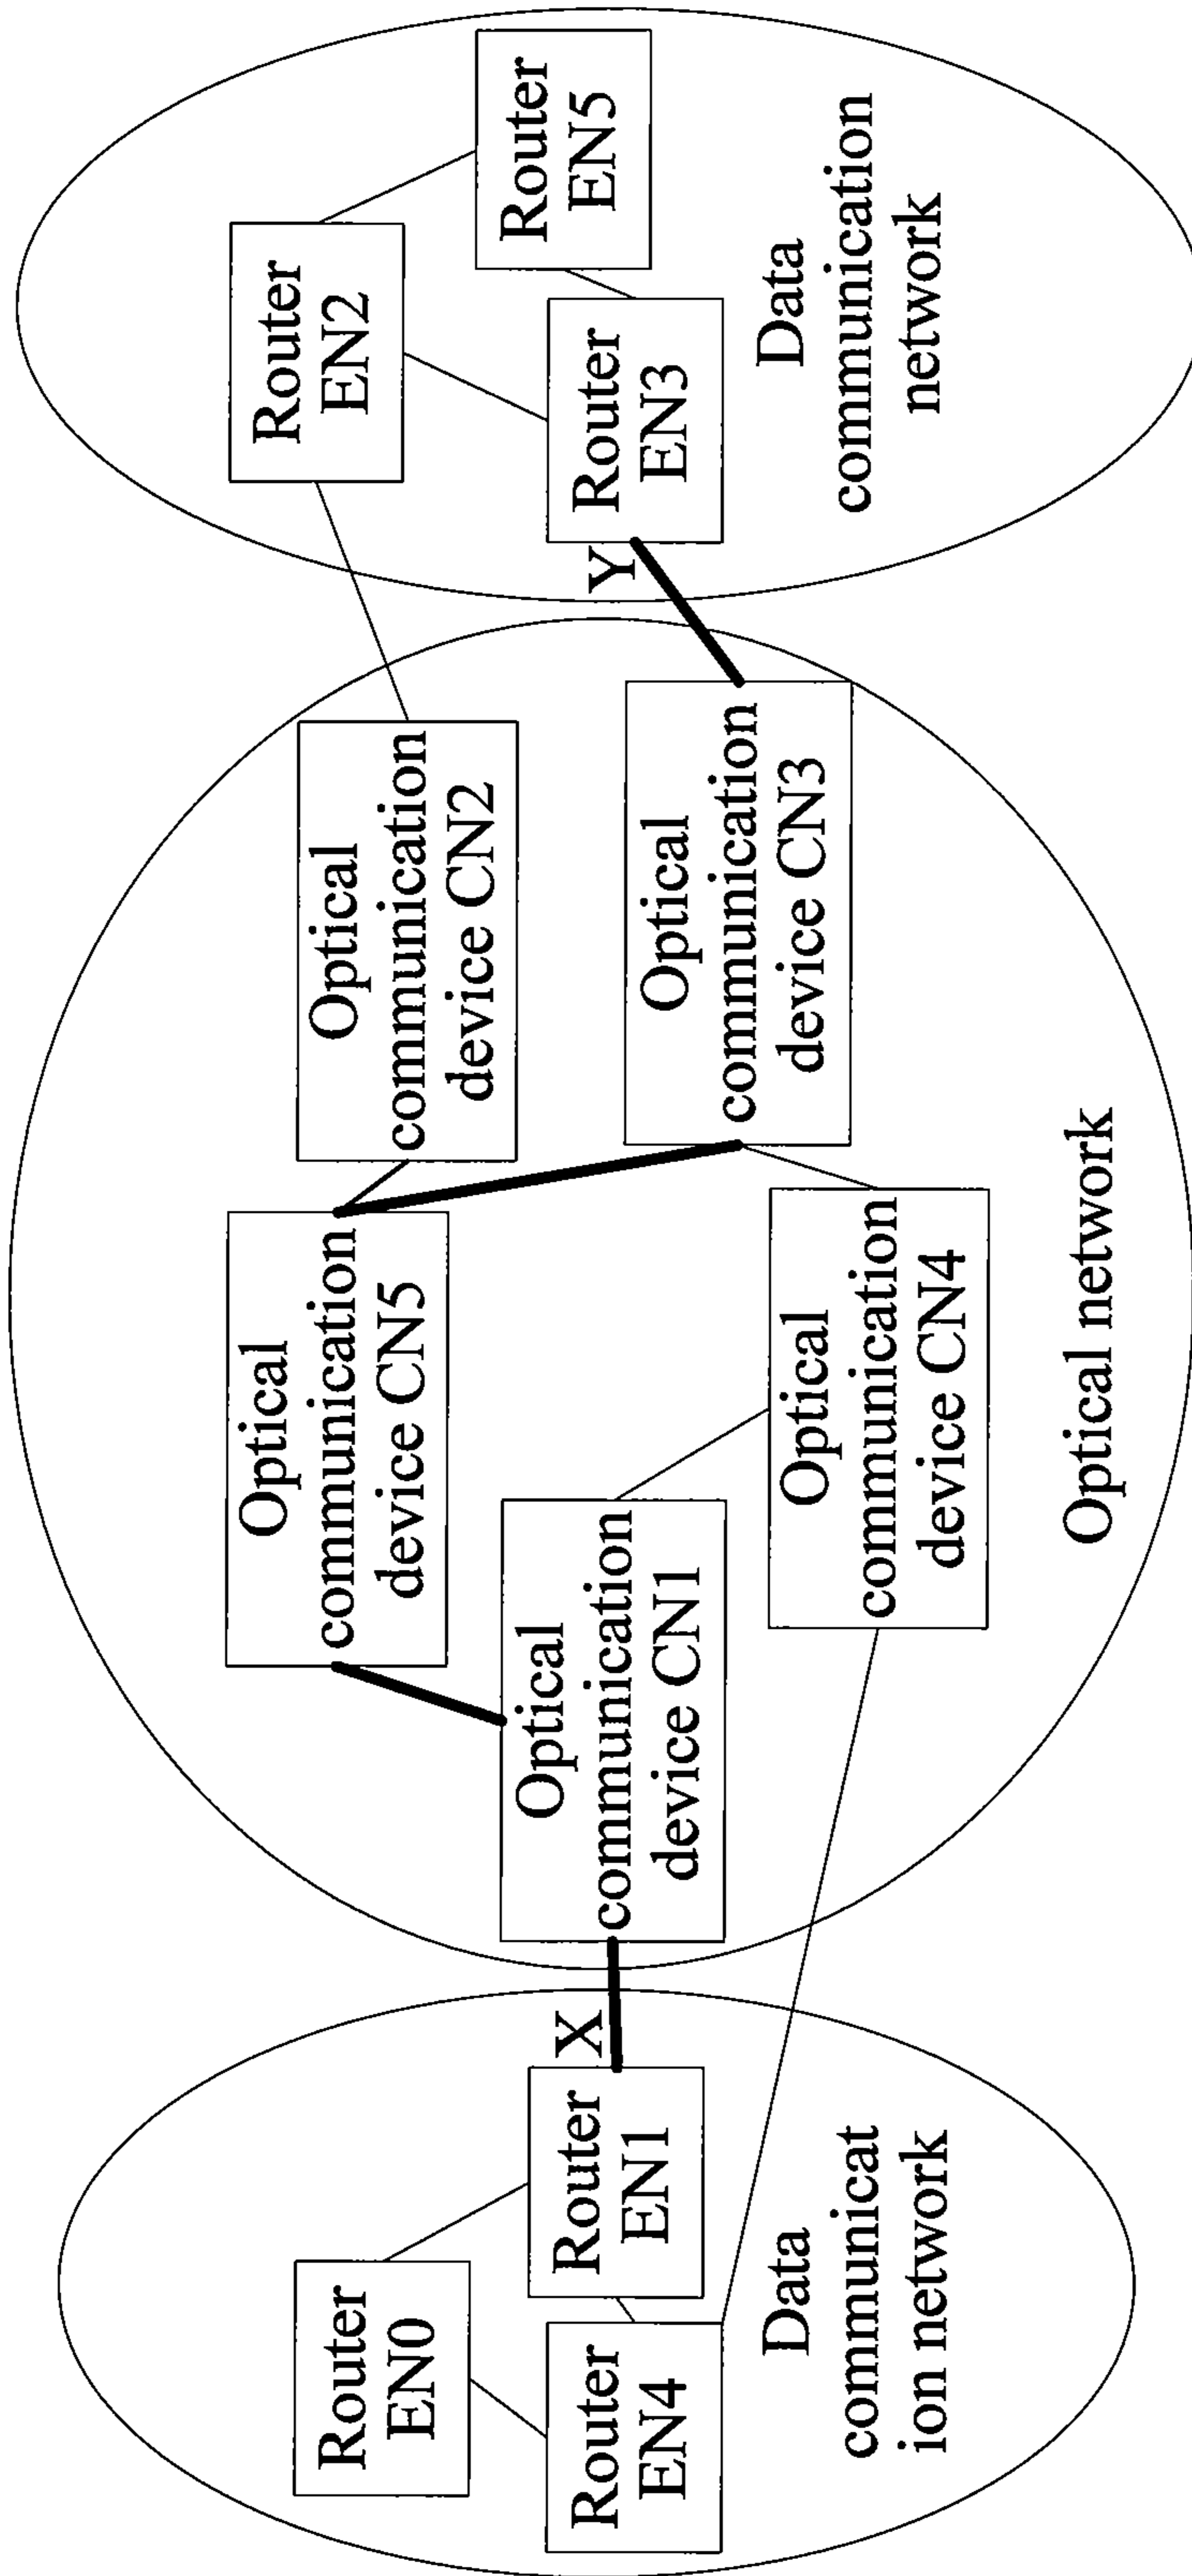 Router
EN0
Router
EN1
X
Router
EN4
Data
communicat
ion network
Optical
communication
device CN5
Optical
communication
device CN2
Optical
communication
device CN1
Optical
communication
device CN3
Optical
communication
device CN4
Optical network
Router
EN2
Router
EN5
Y
Router
EN3
Data
communication
network